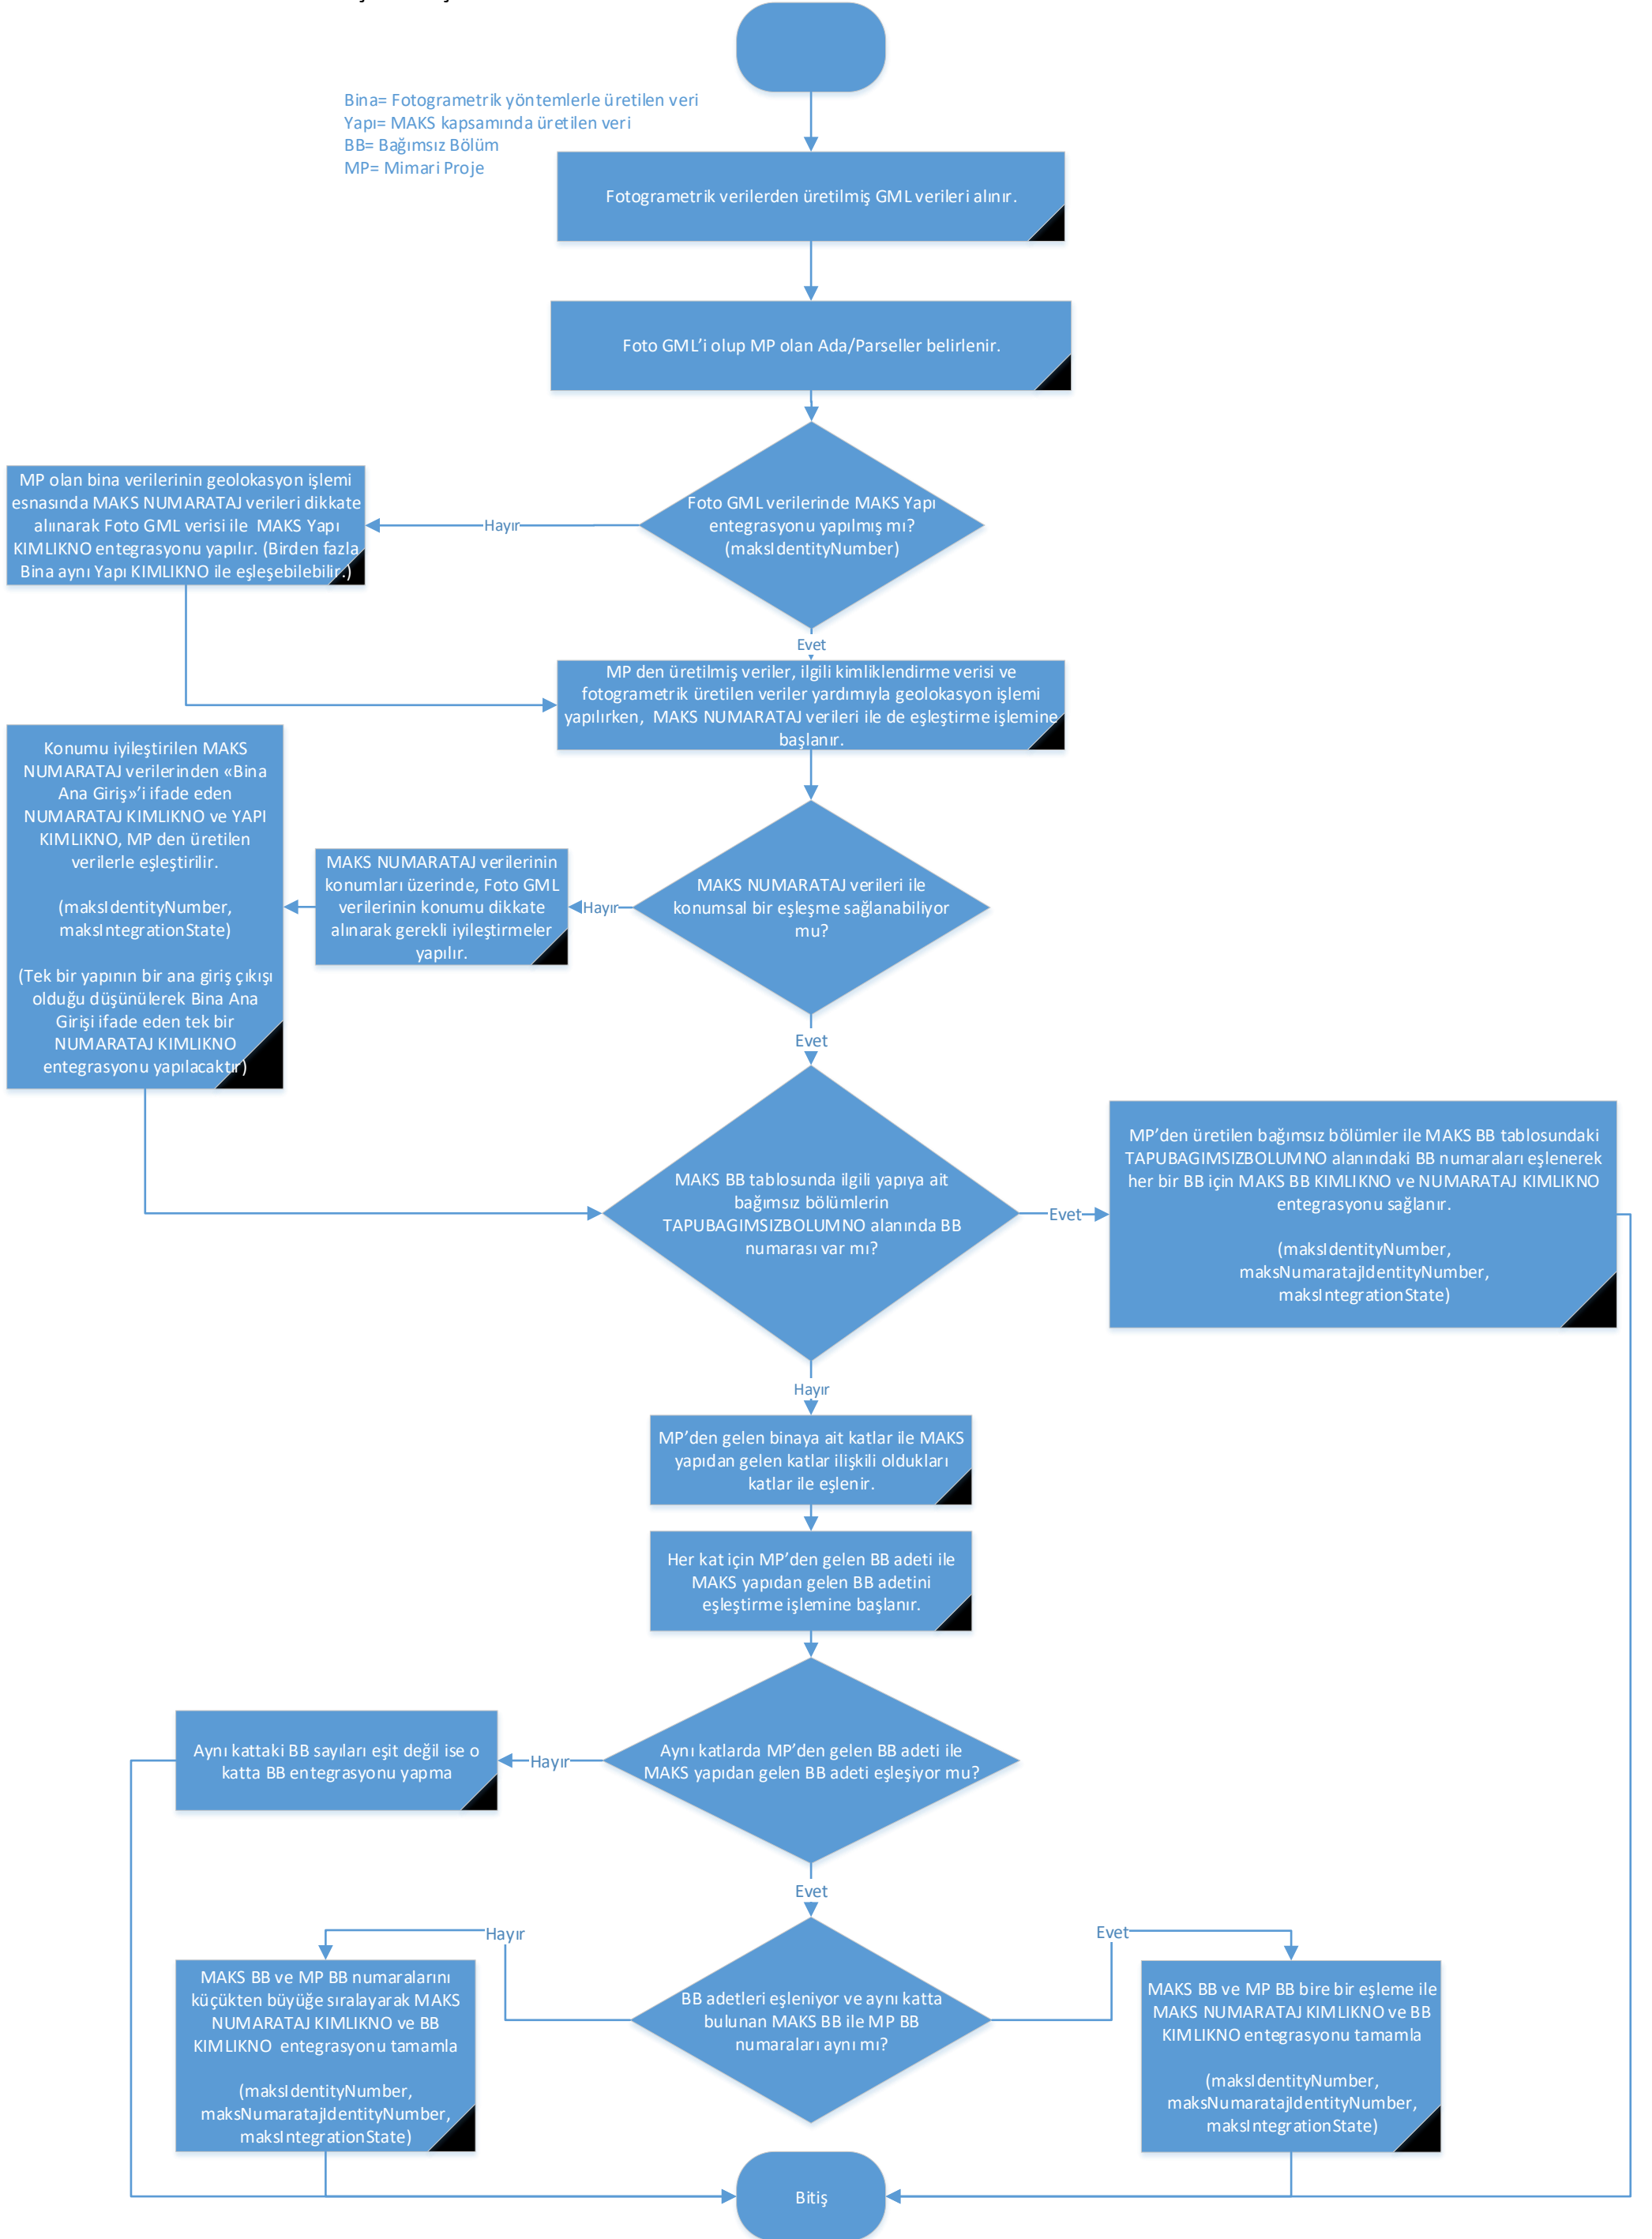 Bina= Fotogrametrik yöntemlerle üretilen veri
Yapı= MAKS kapsamında üretilen veri
BB= Bağımsız Bölüm
MP= Mimari Proje
Fotogrametrik verilerden üretilmiş GML verileri alınır.
Foto GML’i olup MP olan Ada/Parseller belirlenir.
Foto GML verilerinde MAKS Yapı
entegrasyonu yapılmış mı?
(maksIdentityNumber)
Hayır
MP olan bina verilerinin geolokasyon işlemi
esnasında MAKS NUMARATAJ verileri dikkate
alıınarak Foto GML verisi ile MAKS Yapı
KIMLIKNO entegrasyonu yapılır. (Birden fazla
Bina aynı Yapı KIMLIKNO ile eşleşebilebilir.)
Evet
MP den üretilmiş veriler, ilgili kimliklendirme verisi ve
fotogrametrik üretilen veriler yardımıyla geolokasyon işlemi
yapılırken, MAKS NUMARATAJ verileri ile de eşleştirme işlemine
başlanır.
MAKS NUMARATAJ verileri ile
konumsal bir eşleşme sağlanabiliyor
mu?
Hayır
MAKS NUMARATAJ verilerinin
konumları üzerinde, Foto GML
verilerinin konumu dikkate
alınarak gerekli iyileştirmeler
yapılır.
Konumu iyileştirilen MAKS
NUMARATAJ verilerinden «Bina
Ana Giriş»’i ifade eden
NUMARATAJ KIMLIKNO ve YAPI
KIMLIKNO, MP den üretilen
verilerle eşleştirilir.
(maksIdentityNumber,
maksIntegrationState)
(Tek bir yapının bir ana giriş çıkışı
olduğu düşünülerek Bina Ana
Girişi ifade eden tek bir
NUMARATAJ KIMLIKNO
entegrasyonu yapılacaktır)
Evet
MAKS BB tablosunda ilgili yapıya ait
bağımsız bölümlerin
TAPUBAGIMSIZBOLUMNO alanında BB
numarası var mı?
Evet
MP’den üretilen bağımsız bölümler ile MAKS BB tablosundaki
TAPUBAGIMSIZBOLUMNO alanındaki BB numaraları eşlenerek
her bir BB için MAKS BB KIMLIKNO ve NUMARATAJ KIMLIKNO
entegrasyonu sağlanır.
(maksIdentityNumber,
maksNumaratajIdentityNumber,
maksIntegrationState)
Hayır
MP’den gelen binaya ait katlar ile MAKS
yapıdan gelen katlar ilişkili oldukları
katlar ile eşlenir.
Her kat için MP’den gelen BB adeti ile
MAKS yapıdan gelen BB adetini
eşleştirme işlemine başlanır.
Aynı katlarda MP’den gelen BB adeti ile
MAKS yapıdan gelen BB adeti eşleşiyor mu?
Hayır
Aynı kattaki BB sayıları eşit değil ise o
katta BB entegrasyonu yapma
Evet
BB adetleri eşleniyor ve aynı katta
bulunan MAKS BB ile MP BB
numaraları aynı mı?
Hayır
MAKS BB ve MP BB numaralarını
küçükten büyüğe sıralayarak MAKS
NUMARATAJ KIMLIKNO ve BB
KIMLIKNO entegrasyonu tamamla
(maksIdentityNumber,
maksNumaratajIdentityNumber,
maksIntegrationState)
Evet
MAKS BB ve MP BB bire bir eşleme ile
MAKS NUMARATAJ KIMLIKNO ve BB
KIMLIKNO entegrasyonu tamamla
(maksIdentityNumber,
maksNumaratajIdentityNumber,
maksIntegrationState)
Bitiş